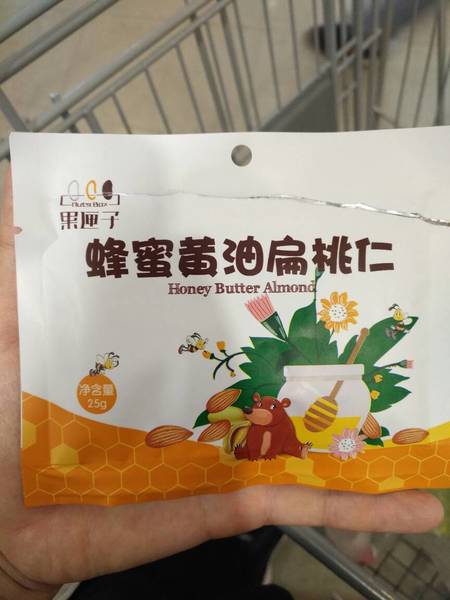 Nuts Box
果匣子
蜂蜜黄油扁桃仁
Honey Butter Almond
净含量
25g